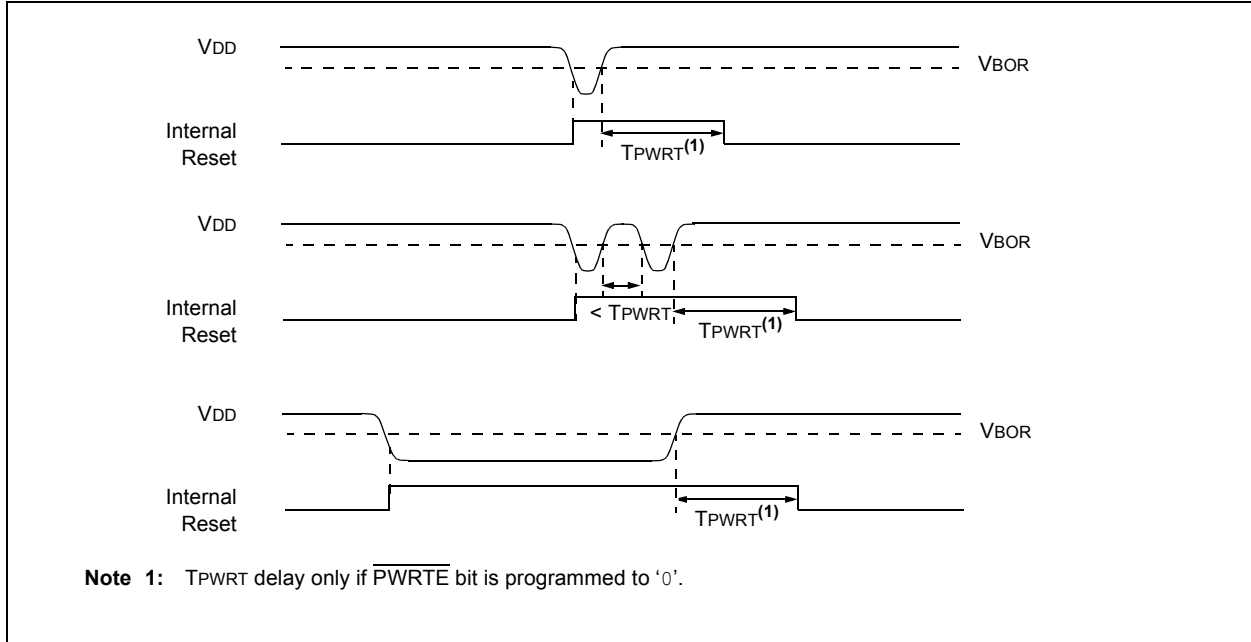 VDD
VBOR
Internal
Reset
TPWRT(1)
VDD
VBOR
Internal
Reset
< TPWRT
TPWRT(1)
VDD
VBOR
Internal
Reset
TPWRT(1)
Note 1: TPWRT delay only if PWRTE bit is programmed to ‘0’.